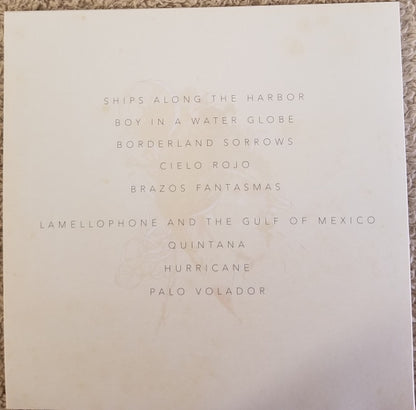 SHIPS ALONG THE HARBOR
BOY IN A WATER GLOBE
BORDERLAND SORROWS
CIELO ROJO
BRAZOS FANTASMAS
LAMELLOPHONE AND THE GULF OF MEXICO
QUINTANA
HURRICANE
PALO VOLADOR